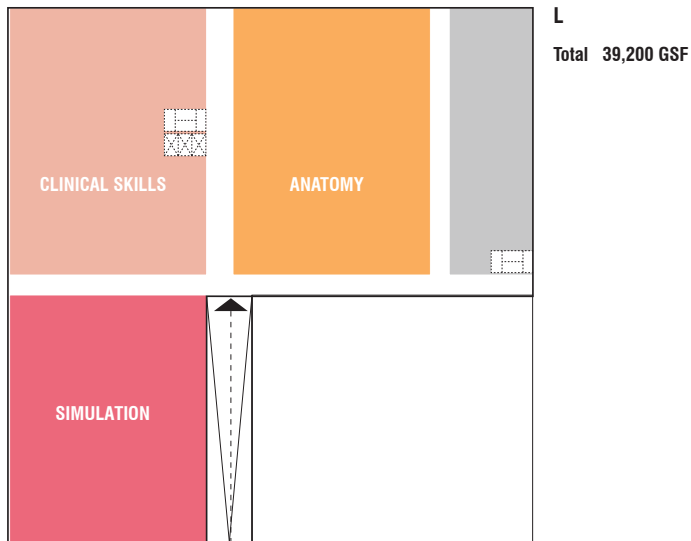 L
Total 39,200 GSF
CLINICAL SKILLS
ANATOMY
SIMULATION